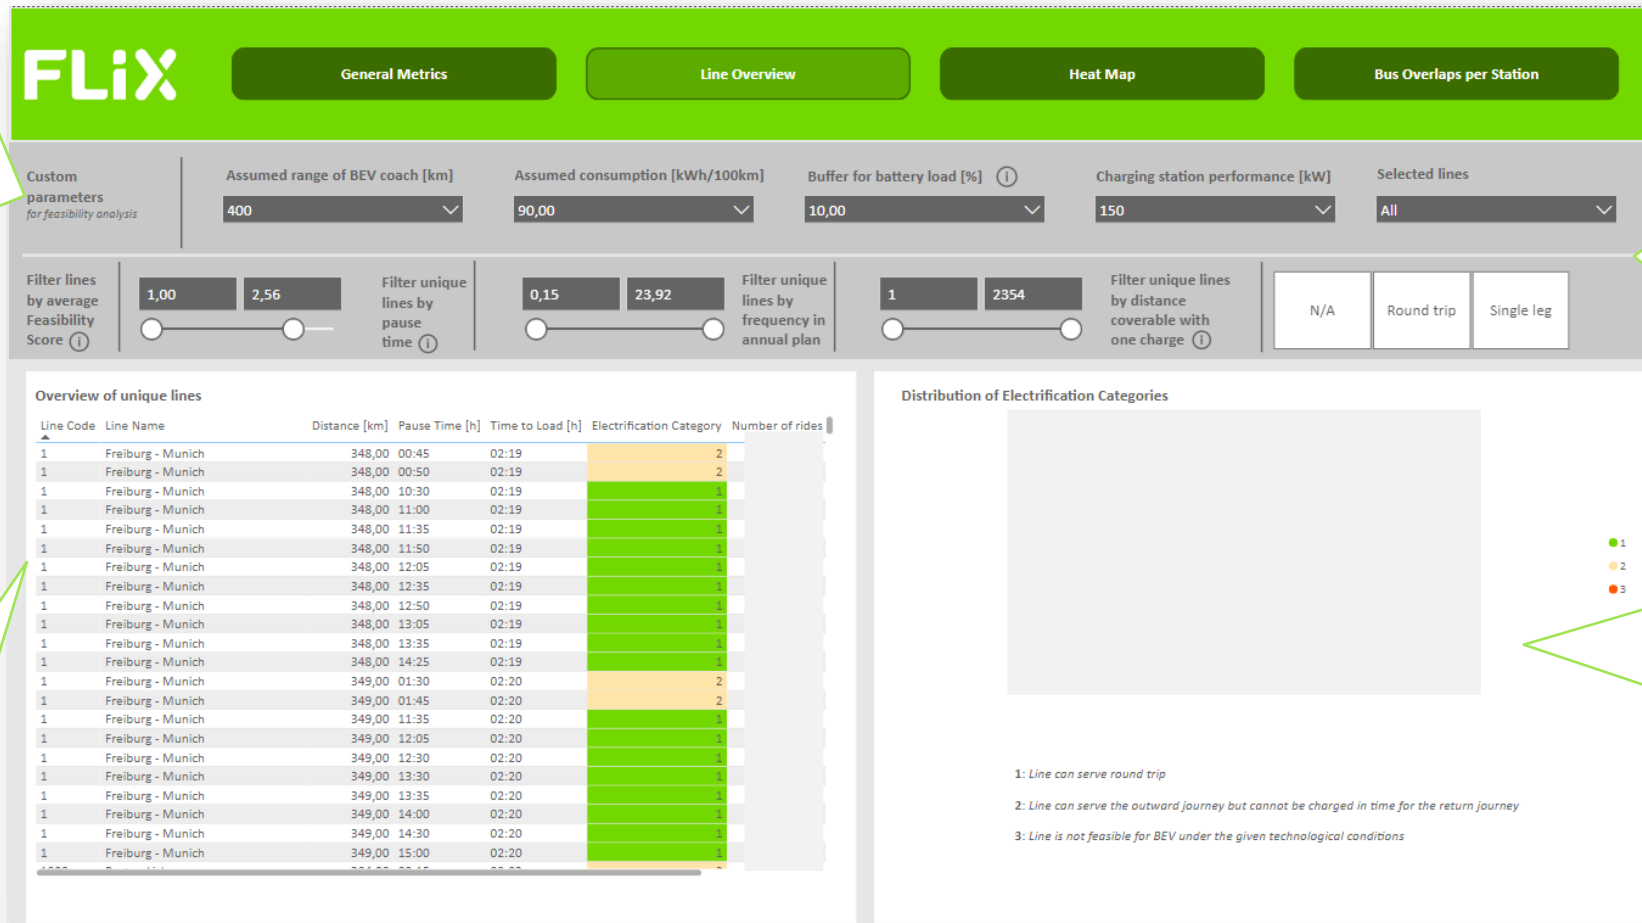 FLiX
General Metrics
Line Overview
Heat Map
Bus Overlaps per Station
Custom
parameters
for feasibility analysis
Assumed range of BEV coach [km]
400
Assumed consumption [kWh/100km]
90,00
Buffer for battery load [%] i
10,00
Charging station performance [kW]
150
Selected lines
All
Filter lines
by average
Feasibility
Score i
1,00 2,56
Filter unique
lines by
pause
time i
0,15 23,92
Filter unique
lines by
frequency in
annual plan
1 2354
Filter unique lines
by distance
coverable with
one charge i
N/A Round trip Single leg
Overview of unique lines
Line Code Line Name Distance [km] Pause Time [h] Time to Load [h] Electrification Category Number of rides
1 Freiburg - Munich 348,00 00:45 02:19 2
1 Freiburg - Munich 348,00 00:50 02:19 2
1 Freiburg - Munich 348,00 10:30 02:19 1
1 Freiburg - Munich 348,00 11:00 02:19 1
1 Freiburg - Munich 348,00 11:35 02:19 1
1 Freiburg - Munich 348,00 11:50 02:19 1
1 Freiburg - Munich 348,00 12:05 02:19 1
1 Freiburg - Munich 348,00 12:35 02:19 1
1 Freiburg - Munich 348,00 12:50 02:19 1
1 Freiburg - Munich 348,00 13:05 02:19 1
1 Freiburg - Munich 348,00 13:35 02:19 1
1 Freiburg - Munich 348,00 14:25 02:19 1
1 Freiburg - Munich 349,00 01:30 02:20 2
1 Freiburg - Munich 349,00 01:45 02:20 2
1 Freiburg - Munich 349,00 11:35 02:20 1
1 Freiburg - Munich 349,00 12:05 02:20 1
1 Freiburg - Munich 349,00 12:30 02:20 1
1 Freiburg - Munich 349,00 13:30 02:20 1
1 Freiburg - Munich 349,00 13:35 02:20 1
1 Freiburg - Munich 349,00 14:00 02:20 1
1 Freiburg - Munich 349,00 14:30 02:20 1
1 Freiburg - Munich 349,00 15:00 02:20 1
Distribution of Electrification Categories
1
2
3
1: Line can serve round trip
2: Line can serve the outward journey but cannot be charged in time for the return journey
3: Line is not feasible for BEV under the given technological conditions